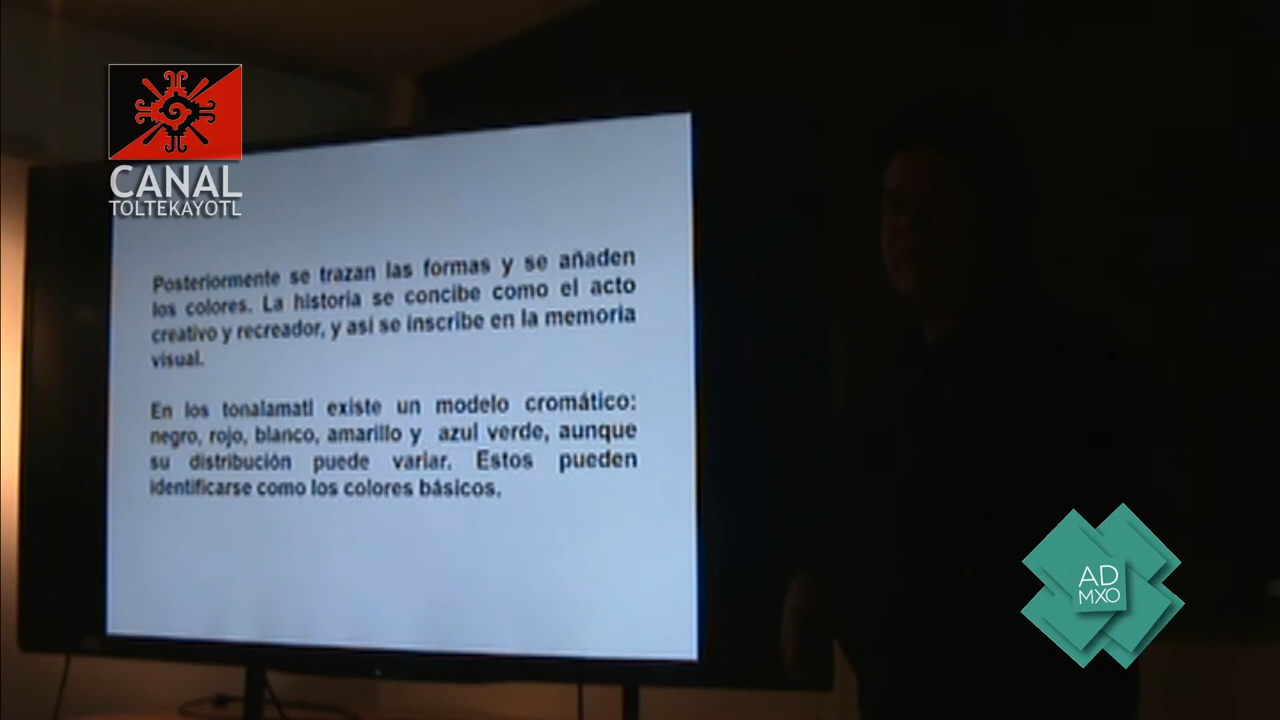 CANAL
TOLTEKAYOTL
Posteriormente se trazan las formas y se añaden
los colores. La historia se concibe como el acto
creativo y recreador, y así se inscribe en la memoria
visual.
En los tonalamatl existe un modelo cromático:
negro, rojo, blanco, amarillo y azul verde, aunque
su distribución puede variar. Estos pueden
identificarse como los colores básicos.
AD
MXO